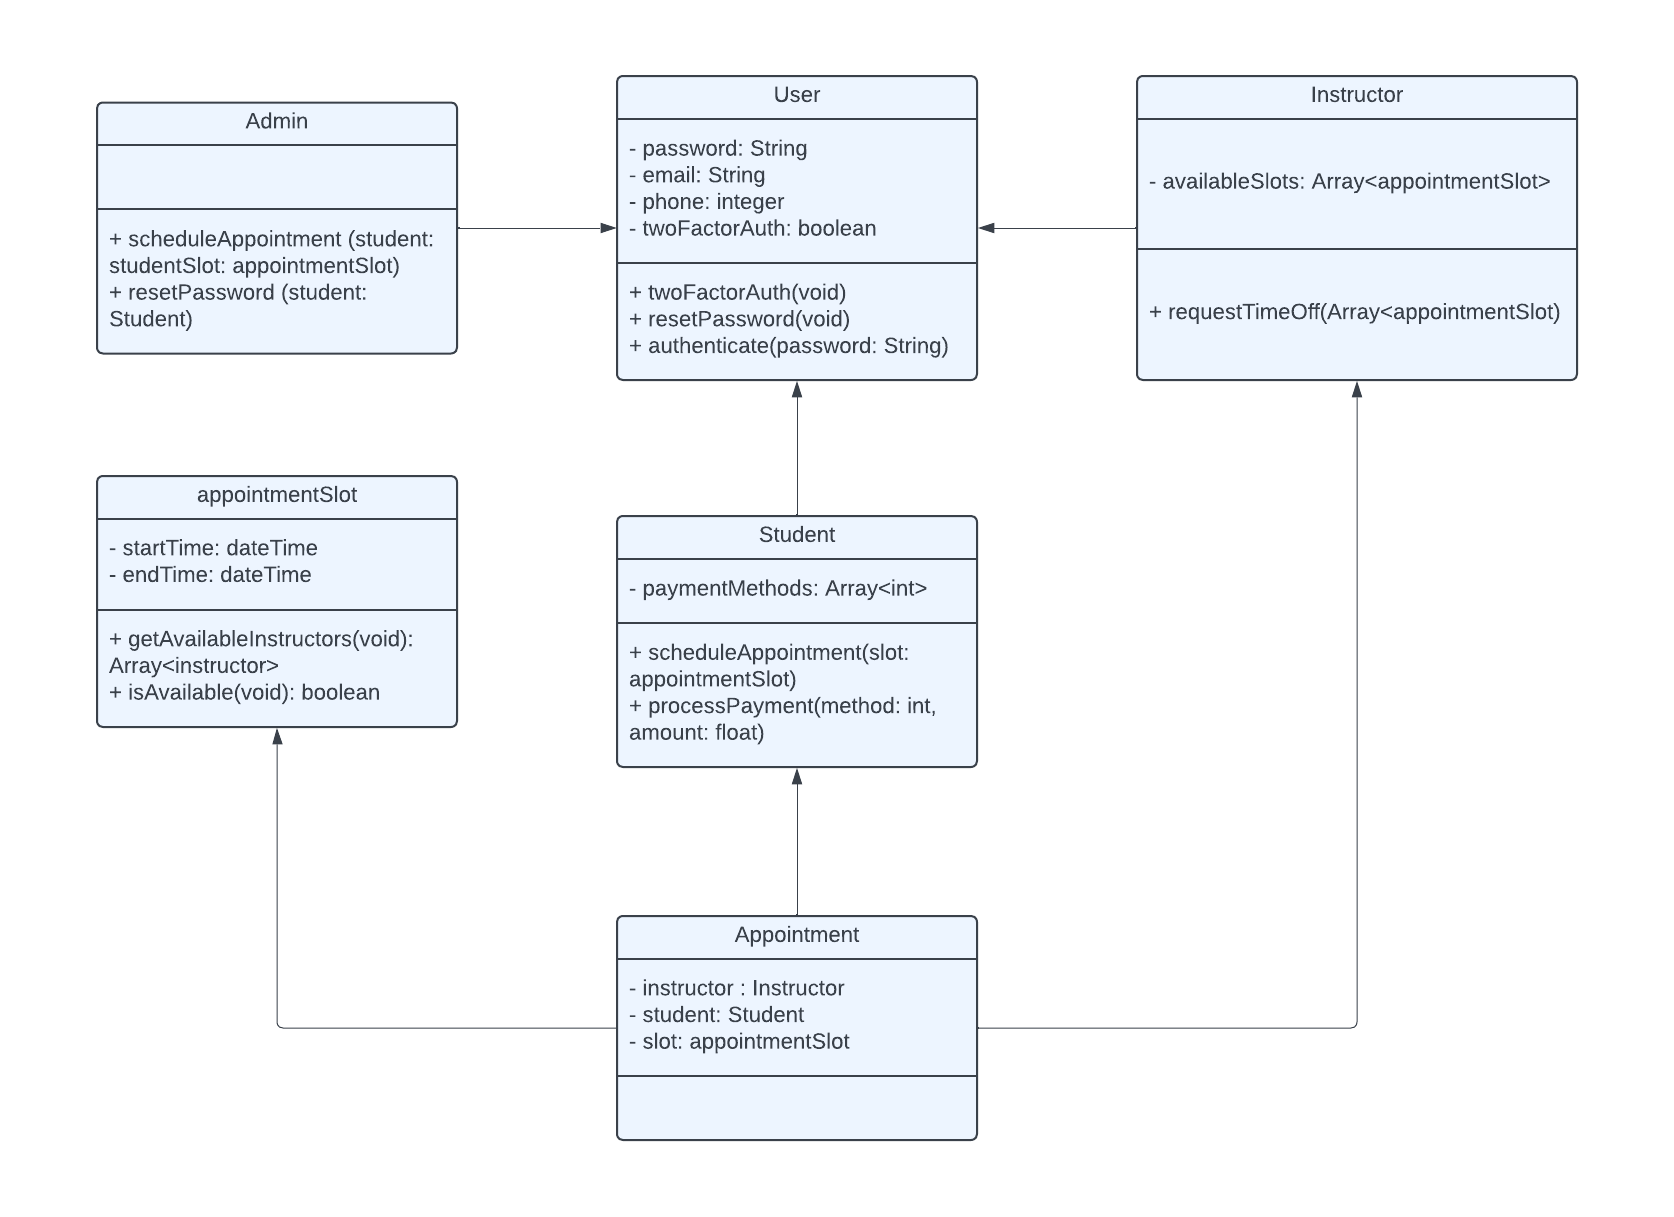 Admin
+ scheduleAppointment (student:
studentSlot: appointmentSlot)
+ resetPassword (student:
Student)
User
- password: String
- email: String
- phone: integer
- twoFactorAuth: boolean
+ twoFactorAuth(void)
+ resetPassword(void)
+ authenticate(password: String)
Instructor
- availableSlots: Array<appointmentSlot>
+ requestTimeOff(Array<appointmentSlot)
appointmentSlot
- startTime: dateTime
- endTime: dateTime
+ getAvailableInstructors(void):
Array<instructor>
+ isAvailable(void): boolean
Student
- paymentMethods: Array<int>
+ scheduleAppointment(slot:
appointmentSlot)
+ processPayment(method: int,
amount: float)
Appointment
- instructor : Instructor
- student: Student
- slot: appointmentSlot